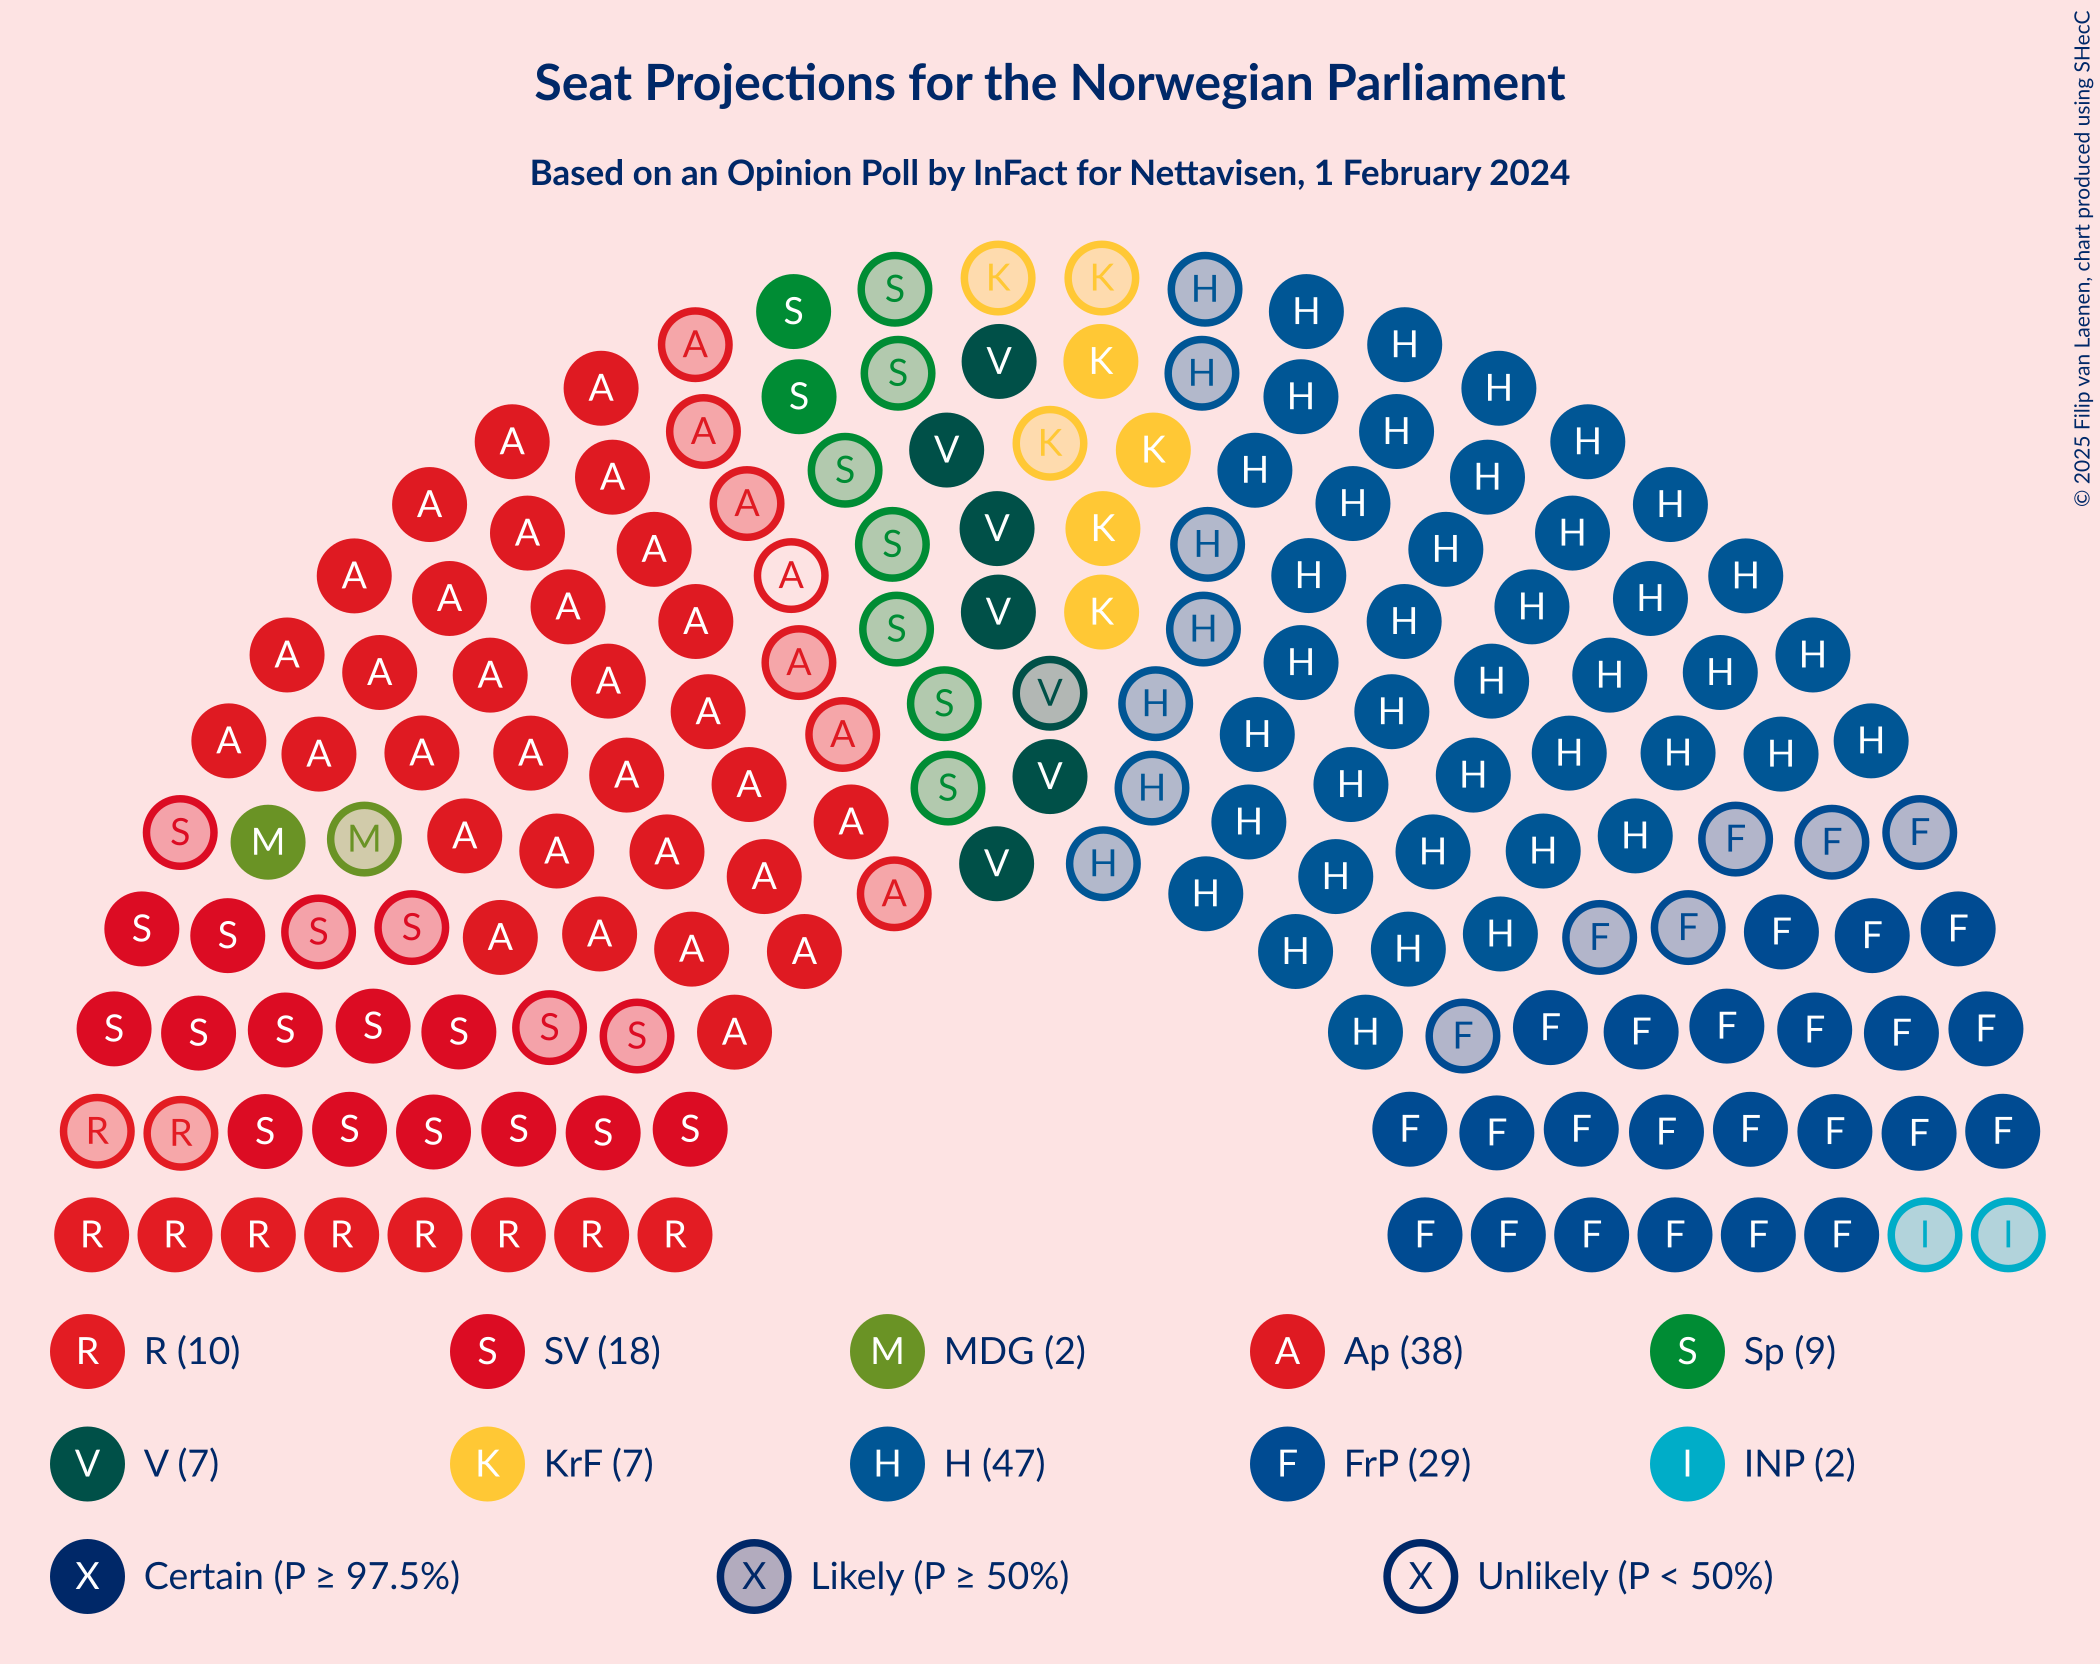 Seat Projections for the Norwegian Parliament
Based on an Opinion Poll by InFact for Nettavisen, 1 February 2024
© 2025 Filip van Laenen, chart produced using SHecC
S K K H
A S H H
A V K H
A S S H H
A A H H
A S V K K H H
A A S H H
A A A H H H
A A S V K H H H
A A A H H H
A A A S V K H H H
A A A A H H H H
A A A S V H H H H
A A A A A H H H H H
A A A S V H H H H H
S M M A A A A H H H F F F
A A V H H H
S S S S A A A A H H H F F F F F
A H
S S S S S S S A H F F F F F F F
R R S S S S S S F F F F F F F F
R R R R R R R R F F F F F F I I
R R (10) S SV (18) M MDG (2) A Ap (38) S Sp (9)
V V (7) K KrF (7) H H (47) F FrP (29) I INP (2)
X Certain (P ≥ 97.5%) X Likely (P ≥ 50%) X Unlikely (P < 50%)